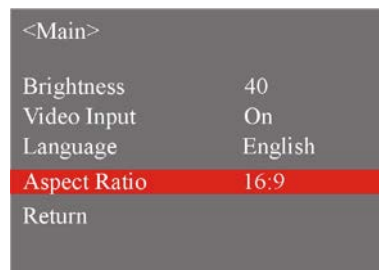 <Main>
Brightness 40
Video Input On
Language English
Aspect Ratio 16:9
Return